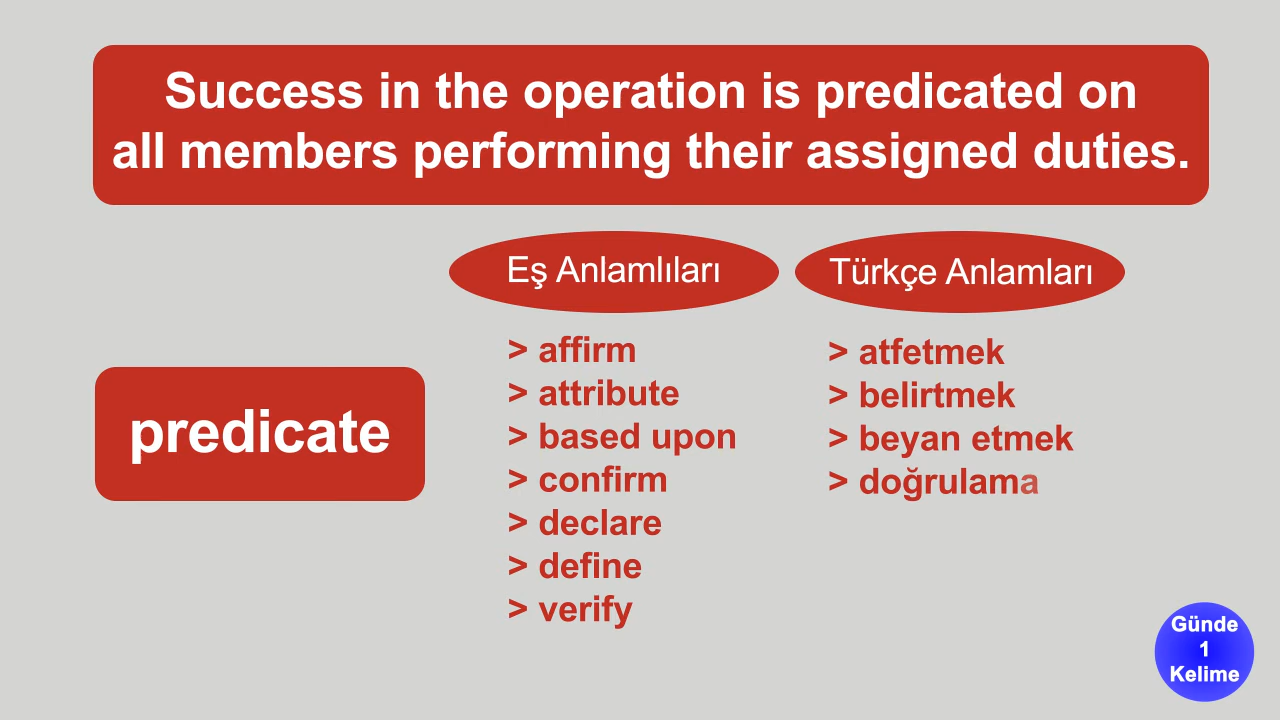 Success in the operation is predicated on
all members performing their assigned duties.
Eş Anlamlıları
Türkçe Anlamları
predicate
> affirm
> attribute
> based upon
> confirm
> declare
> define
> verify
> atfetmek
> belirtmek
> beyan etmek
> doğrulama
Günde
1
Kelime